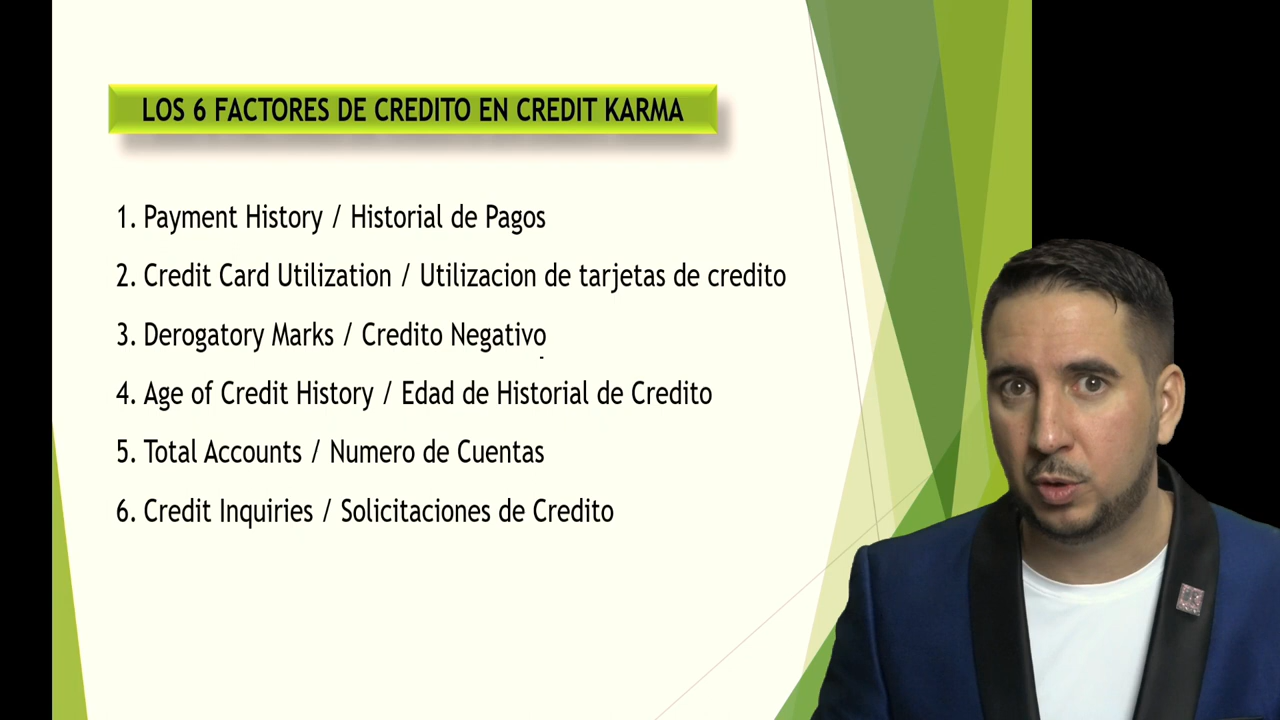 LOS 6 FACTORES DE CREDITO EN CREDIT KARMA
1. Payment History / Historial de Pagos
2. Credit Card Utilization / Utilizacion de tarjetas de credito
3. Derogatory Marks / Credito Negativo
4. Age of Credit History / Edad de Historial de Credito
5. Total Accounts / Numero de Cuentas
6. Credit Inquiries / Solicitaciones de Credito